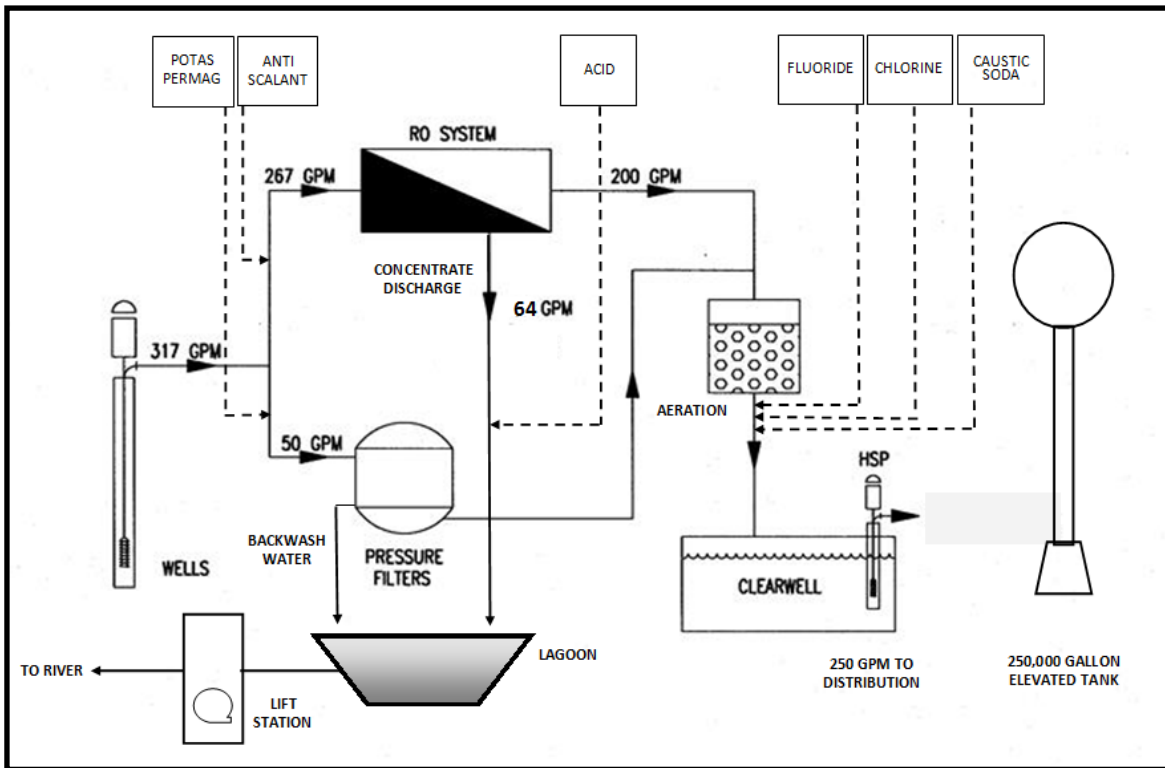 POTAS
PERMAG
ANTI
SCALANT
ACID
FLUORIDE
CHLORINE
CAUSTIC
SODA
RO SYSTEM
267 GPM
200 GPM
CONCENTRATE
DISCHARGE
64 GPM
317 GPM
AERATION
50 GPM
HSP
BACKWASH
WATER
PRESSURE
FILTERS
WELLS
CLEARWELL
LAGOON
TO RIVER
LIFT
STATION
250 GPM TO
DISTRIBUTION
250,000 GALLON
ELEVATED TANK